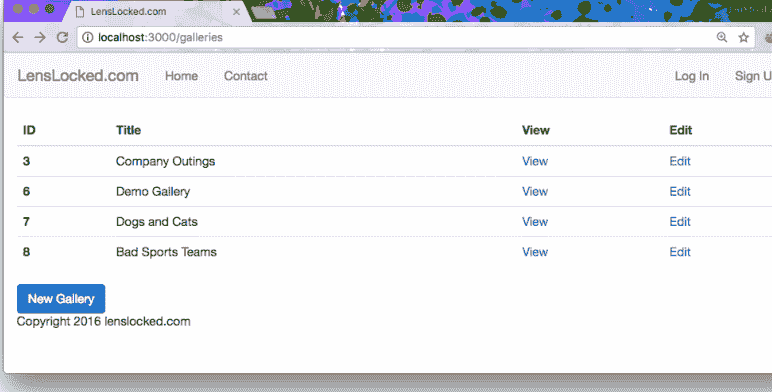 LensLocked.com
localhost:3000/galleries
LensLocked.com Home Contact Log In Sign U
ID Title View Edit
3 Company Outings View Edit
6 Demo Gallery View Edit
7 Dogs and Cats View Edit
8 Bad Sports Teams View Edit
New Gallery
Copyright 2016 lenslocked.com